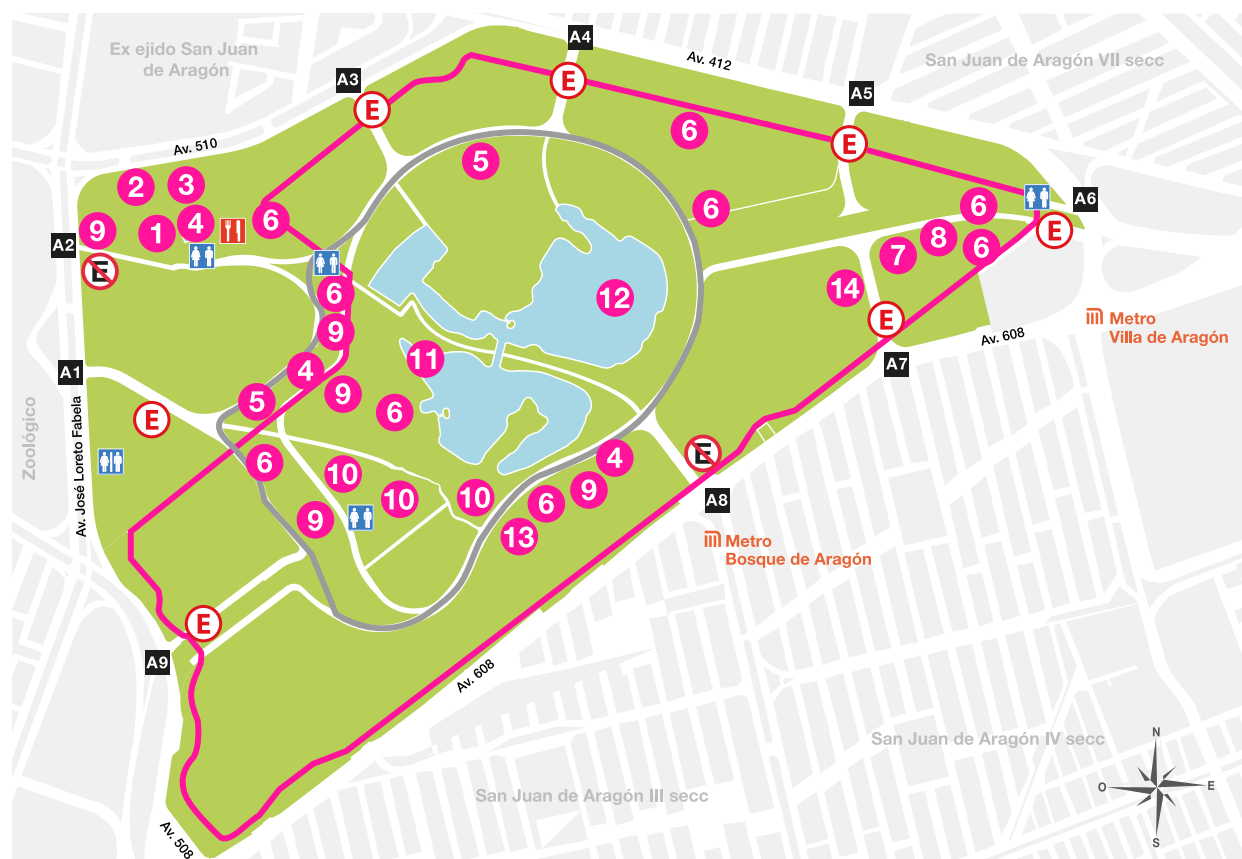 A4
Ex ejido San Juan
de Aragón
Av. 412
San Juan de Aragón VII secc
A3
E
E
A5
6
E
Av. 510
5
2
3
A6
9
1
4
6
6
6
E
A2
E
7
8
6
6
12
14
9
E
Metro
Villa de Aragón
Av. 608
A1
4
11
A7
Zoológico
E
5
9
6
Av. José Loreto Fabela
6
10
4
E
10
10
6
9
A8
9
13
Metro
Bosque de Aragón
E
A9
Av. 608
San Juan de Aragón IV secc
N
O
E
S
San Juan de Aragón III secc
Av. 508